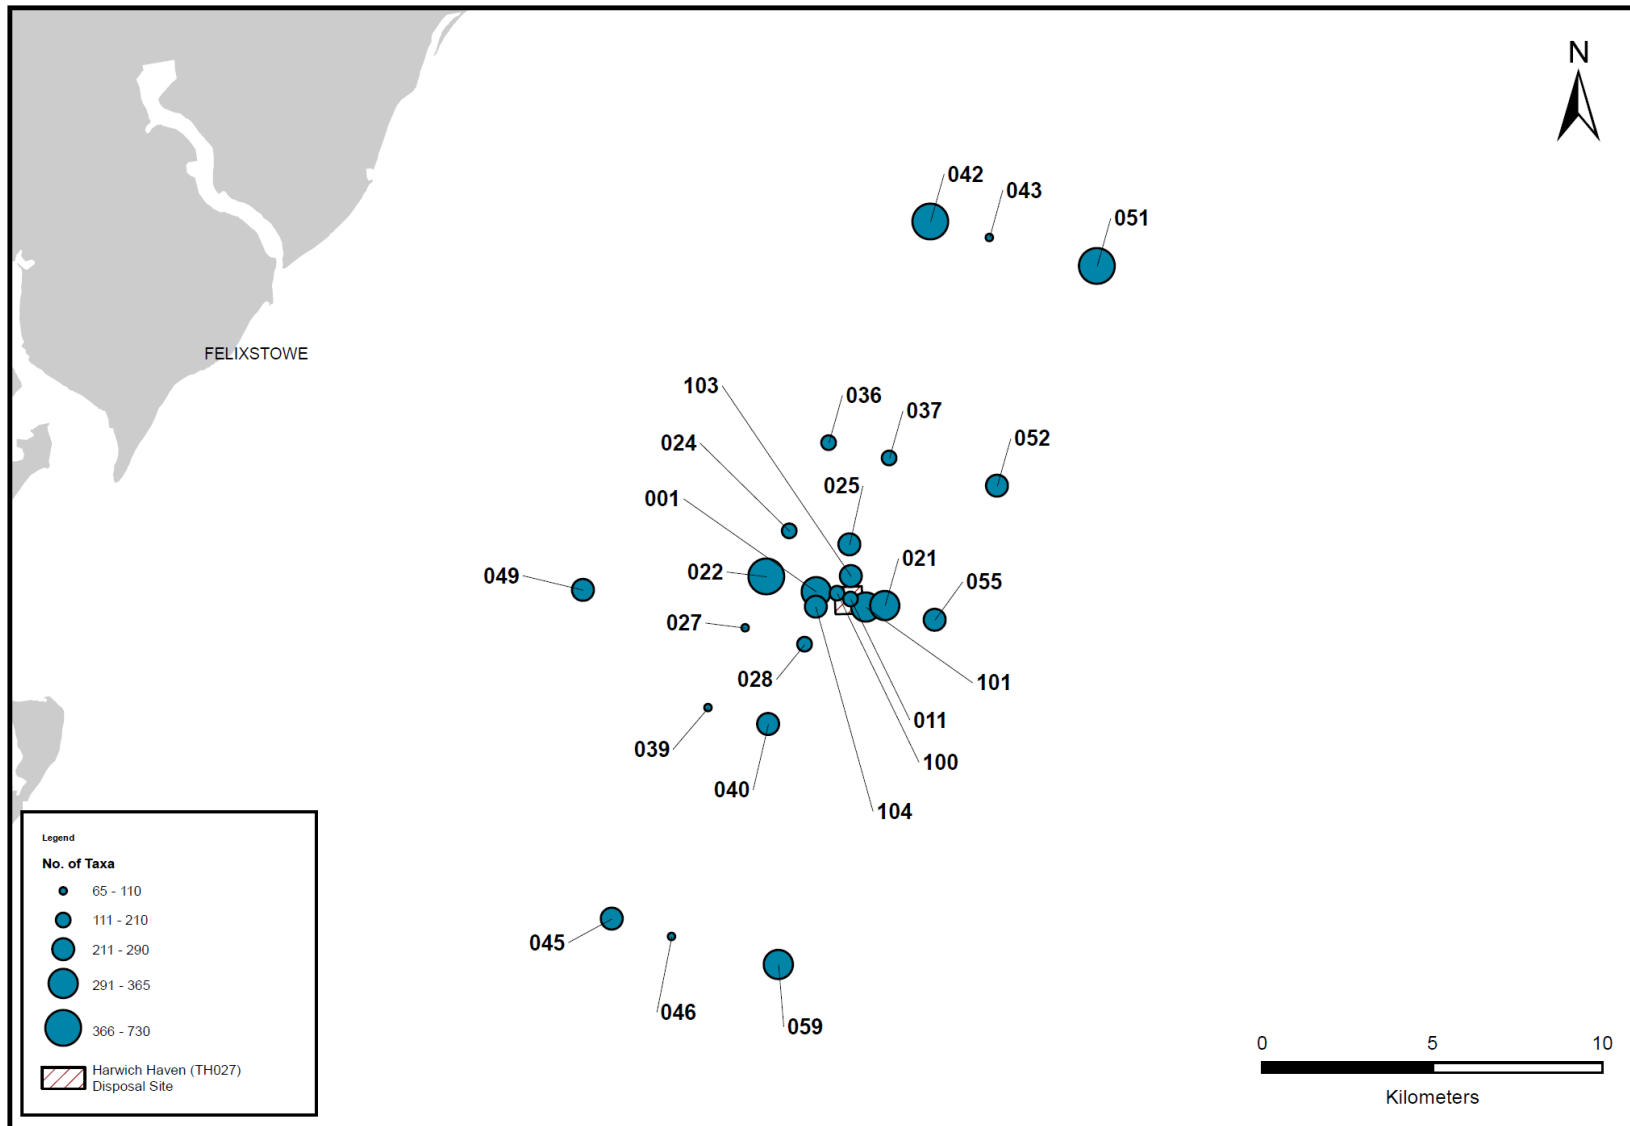 N
042
043
051
FELIXSTOWE
103
036
037
024
052
001
025
021
022
049
055
027
028
101
011
039
100
040
104
045
046
059
Legend
No. of Taxa
65 - 110
111 - 210
211 - 290
291 - 365
366 - 730
Harwich Haven (TH027)
Disposal Site
0 5 10
Kilometers